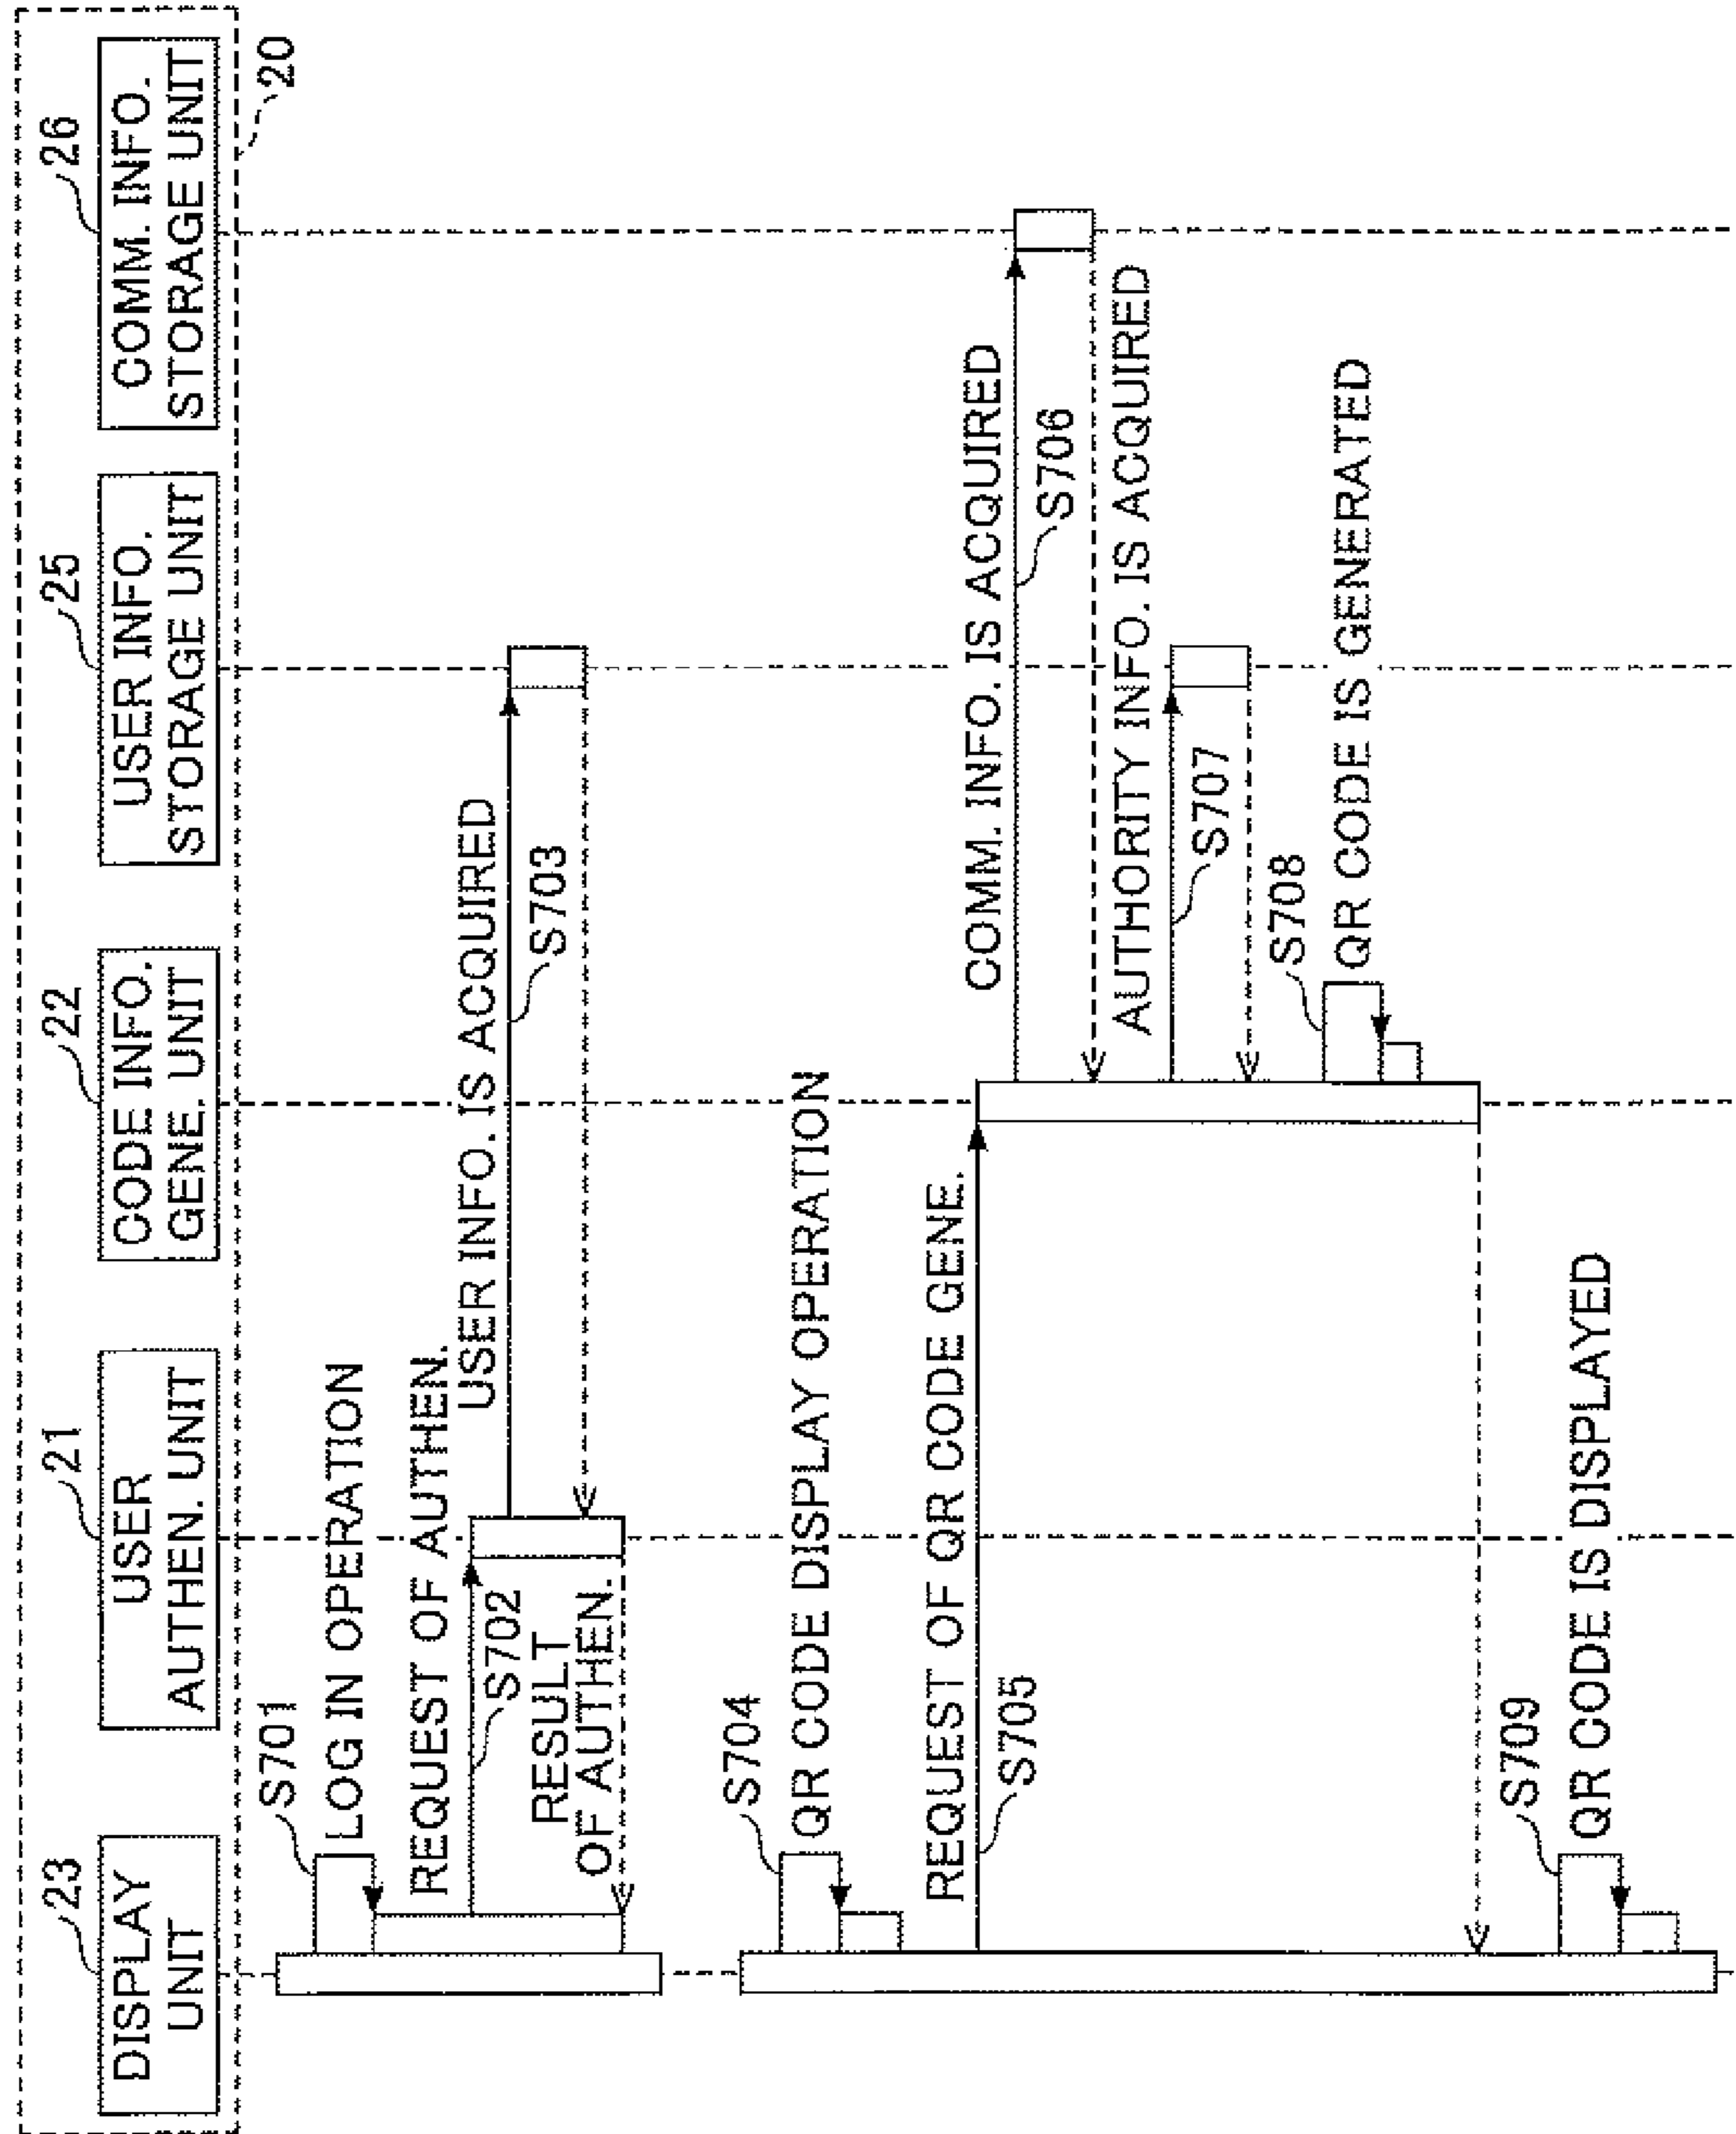 23
DISPLAY
UNIT
21
USER
AUTHEN. UNIT
22
CODE INFO.
GENE. UNIT
25
USER INFO.
STORAGE UNIT
26
COMM. INFO.
STORAGE UNIT
20
S701
LOG IN OPERATION
REQUEST OF AUTHEN.
S702
USER INFO. IS ACQUIRED
S703
RESULT
OF AUTHEN.
S704
QR CODE DISPLAY OPERATION
REQUEST OF QR CODE GENE.
S705
COMM. INFO. IS ACQUIRED
S706
AUTHORITY INFO. IS ACQUIRED
S707
S708
QR CODE IS GENERATED
S709
QR CODE IS DISPLAYED